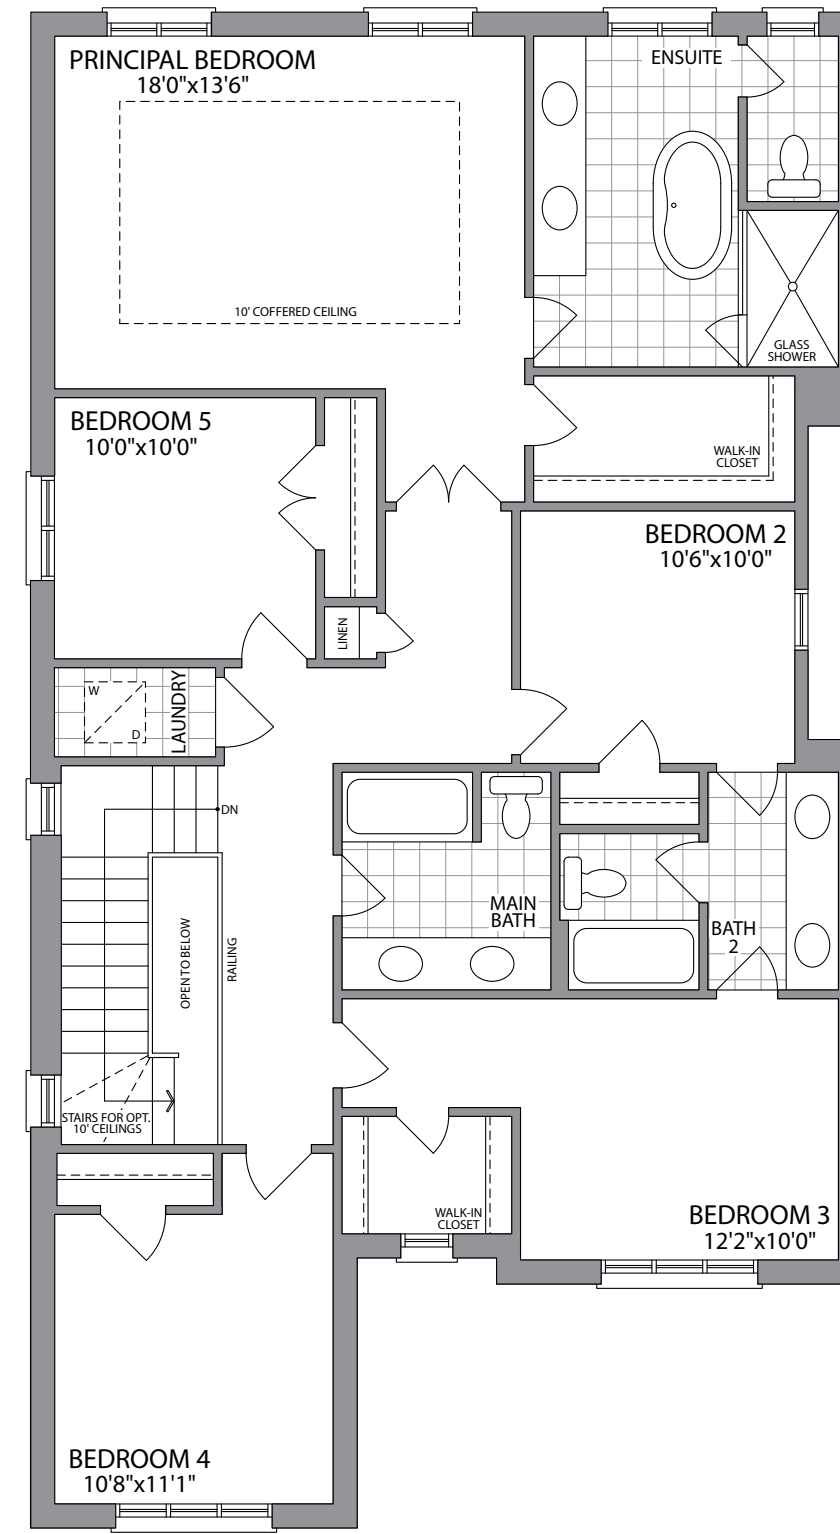 PRINCIPAL BEDROOM
18'0"x13'6"
10' COFFERED CEILING
ENSUITE
GLASS
SHOWER
WALK-IN
CLOSET
BEDROOM 5
10'0"x10'0"
LINEN
BEDROOM 2
10'6"x10'0"
W
D
LAUNDRY
DN
OPEN TO BELOW
RAILING
STAIRS FOR OPT.
10' CEILINGS
MAIN
BATH
BATH
2
WALK-IN
CLOSET
BEDROOM 3
12'2"x10'0"
BEDROOM 4
10'8"x11'1"